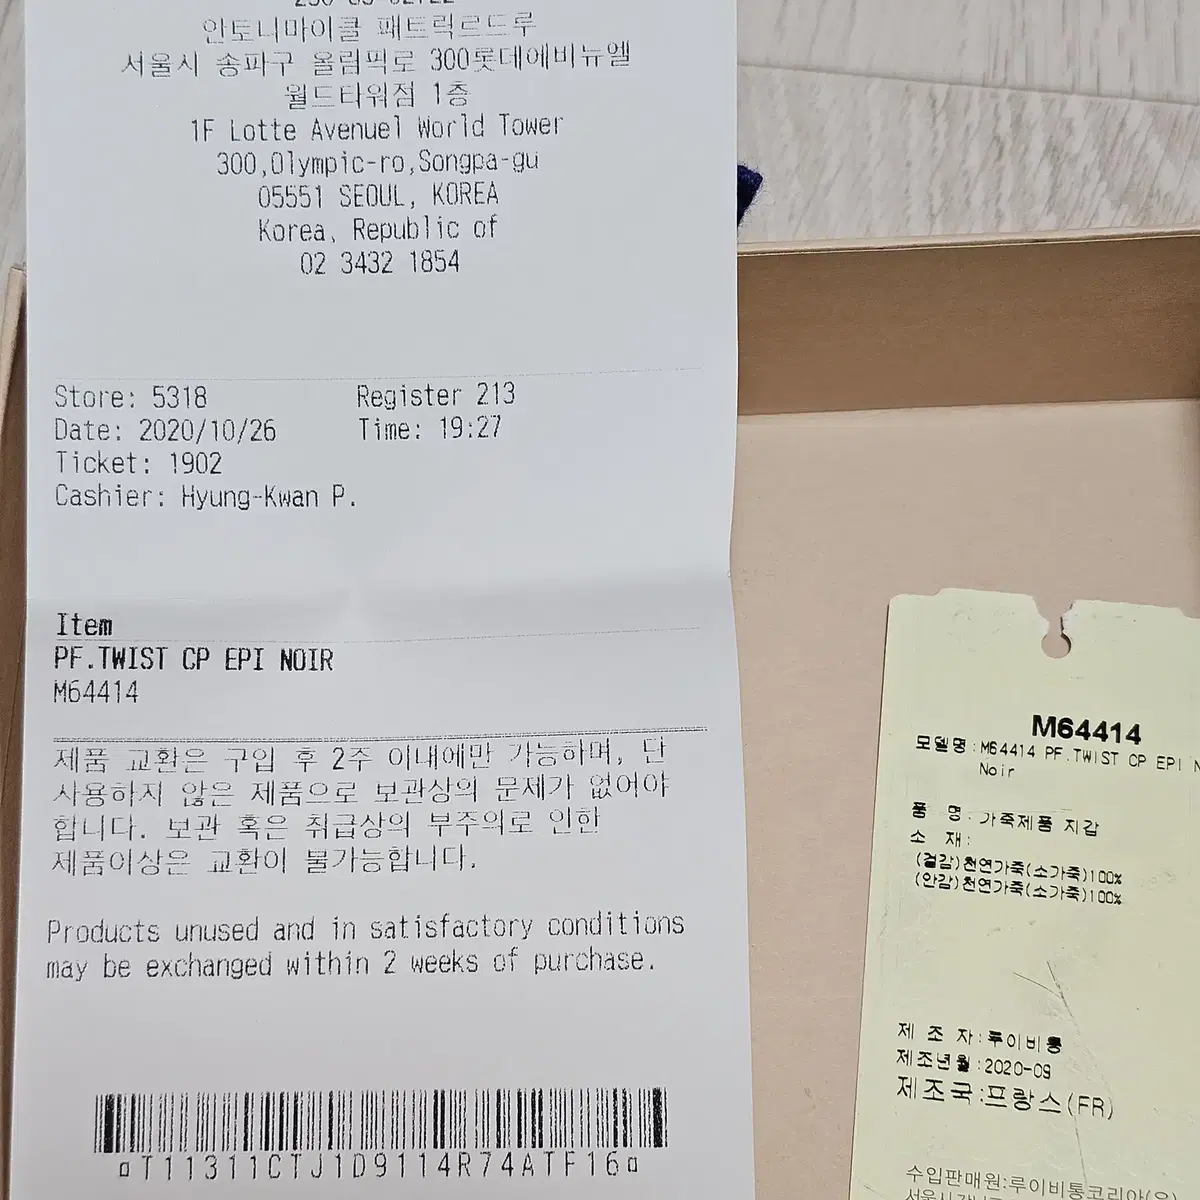 안토니마이클 패트릭르드루
서울시 송파구 올림픽로 300롯데에비뉴엘
월드타워점 1층
1F Lotte Avenuel World Tower
300,Olympic-ro,Songpa-gu
05551 SEOUL, KOREA
Korea, Republic of
02 3432 1854
Store: 5318 Register 213
Date: 2020/10/26 Time: 19:27
Ticket: 1902
Cashier: Hyung-Kwan P.
Item
PF.TWIST CP EPI NOIR
M64414
제품 교환은 구입 후 2주 이내에만 가능하며, 단
사용하지 않은 제품으로 보관상의 문제가 없어야
합니다. 보관 혹은 취급상의 부주의로 인한
제품이상은 교환이 불가능합니다.
Products unused and in satisfactory conditions
may be exchanged within 2 weeks of purchase.
¤T11311CTJ1D9114R74ATF16¤
M64414
모델명:M64414 PF.TWIST CP EPI N
Noir
품 명: 가죽제품 지갑
소 재:
(겉감)천연가죽(소가죽)100%
(안감)천연가죽(소가죽)100%
제 조 자:루이비통
제조년월:2020-09
제조국:프랑스(FR)
수입판매원:루이비통코리아(유)